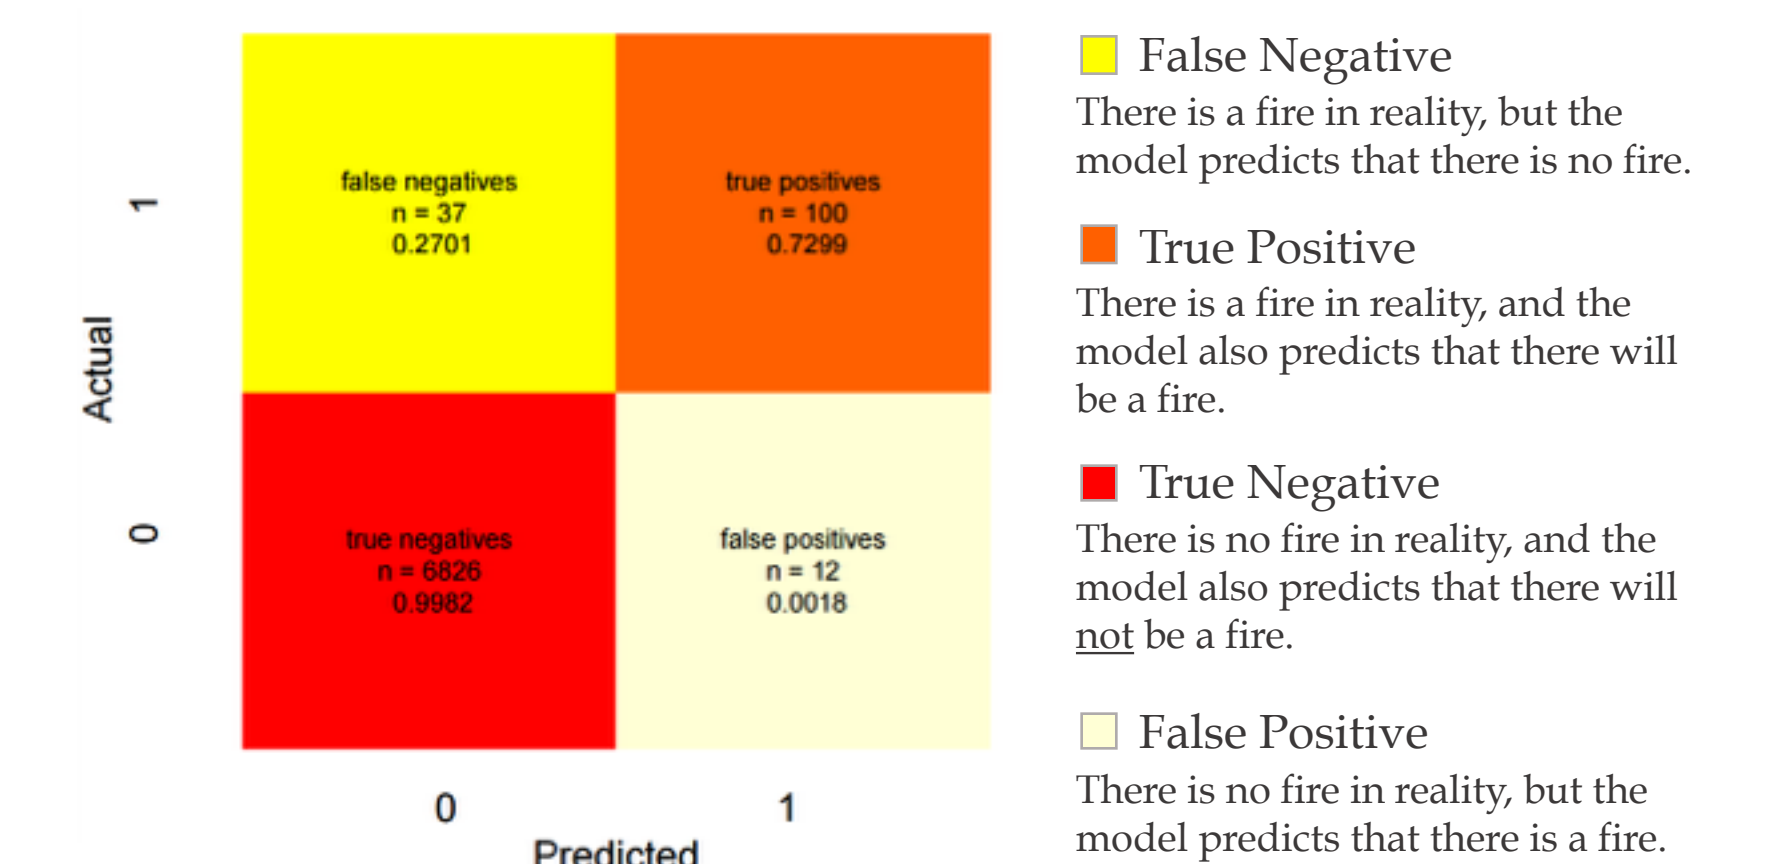 false negatives
n = 37
0.2701
true positives
n = 100
0.7299
true negatives
n = 6826
0.9982
false positives
n = 12
0.0018
Actual
1
0
0
1
Predicted
False Negative
There is a fire in reality, but the
model predicts that there is no fire.
True Positive
There is a fire in reality, and the
model also predicts that there will
be a fire.
True Negative
There is no fire in reality, and the
model also predicts that there will
not be a fire.
False Positive
There is no fire in reality, but the
model predicts that there is a fire.